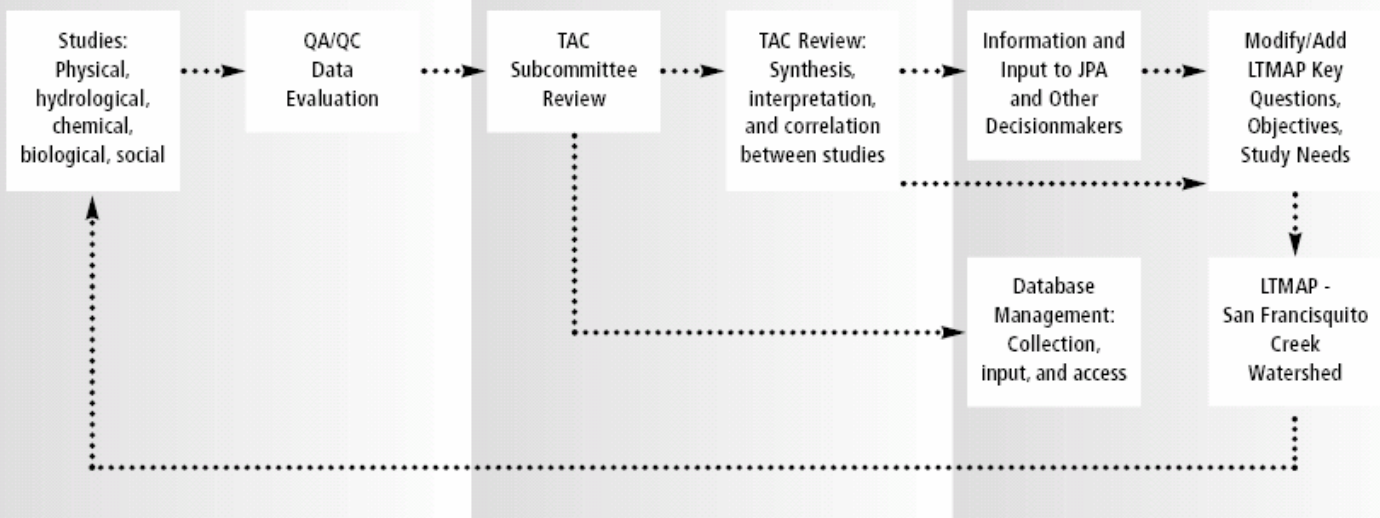 Studies:
Physical,
hydrological,
chemical,
biological, social
QA/QC
Data
Evaluation
TAC
Subcommittee
Review
TAC Review:
Synthesis,
interpretation,
and correlation
between studies
Information and
Input to JPA
and Other
Decisionmakers
Modify/Add
LTMAP Key
Questions,
Objectives,
Study Needs
Database
Management:
Collection,
input, and access
LTMAP -
San Francisquito
Creek
Watershed